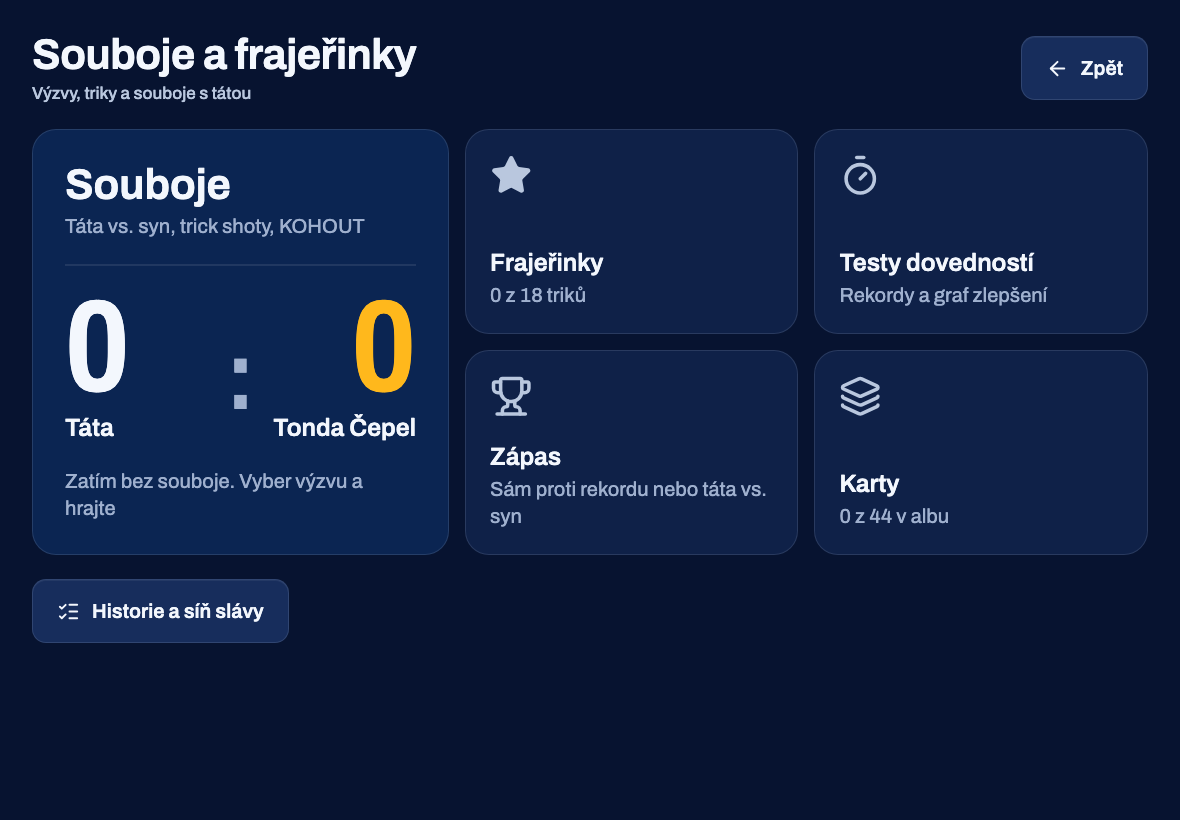 Souboje a frajeřinky
Výzvy, triky a souboje s tátou
Zpět
Souboje
Táta vs. syn, trick shoty, KOHOUT
0 : 0
Táta
Tonda Čepel
Zatím bez souboje. Vyber výzvu a
hrajte
Frajeřinky
0 z 18 triků
Testy dovedností
Rekordy a graf zlepšení
Zápas
Sám proti rekordu nebo táta vs.
syn
Karty
0 z 44 v albu
Historie a síň slávy